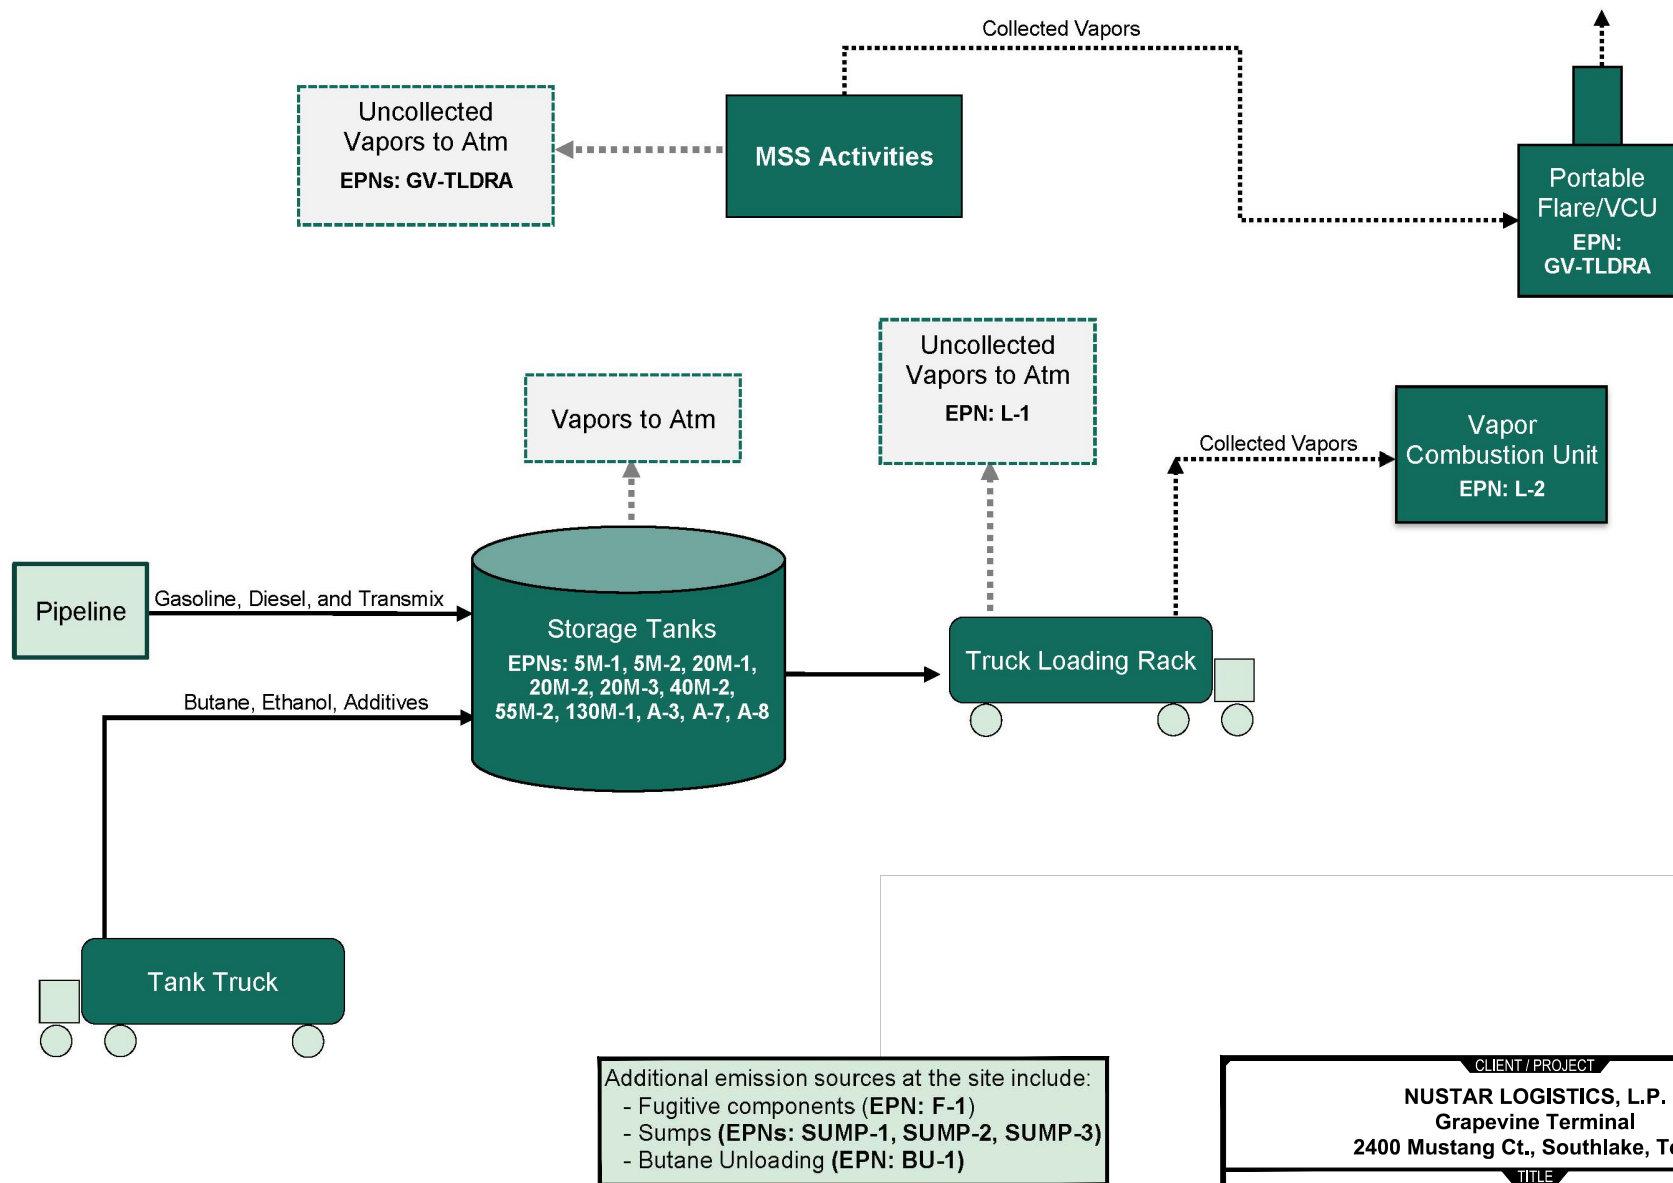 Collected Vapors
Uncollected
Vapors to Atm
EPNs: GV-TLDRA
MSS Activities
Portable
Flare/VCU
EPN:
GV-TLDRA
Uncollected
Vapors to Atm
EPN: L-1
Vapors to Atm
Collected Vapors
Vapor
Combustion Unit
EPN: L-2
Pipeline
Gasoline, Diesel, and Transmix
Storage Tanks
EPNs: 5M-1, 5M-2, 20M-1,
20M-2, 20M-3, 40M-2,
55M-2, 130M-1, A-3, A-7, A-8
Truck Loading Rack
Butane, Ethanol, Additives
Tank Truck
Additional emission sources at the site include:
- Fugitive components (EPN: F-1)
- Sumps (EPNs: SUMP-1, SUMP-2, SUMP-3)
- Butane Unloading (EPN: BU-1)
CLIENT / PROJECT
NUSTAR LOGISTICS, L.P.
Grapevine Terminal
2400 Mustang Ct., Southlake,
TITLE